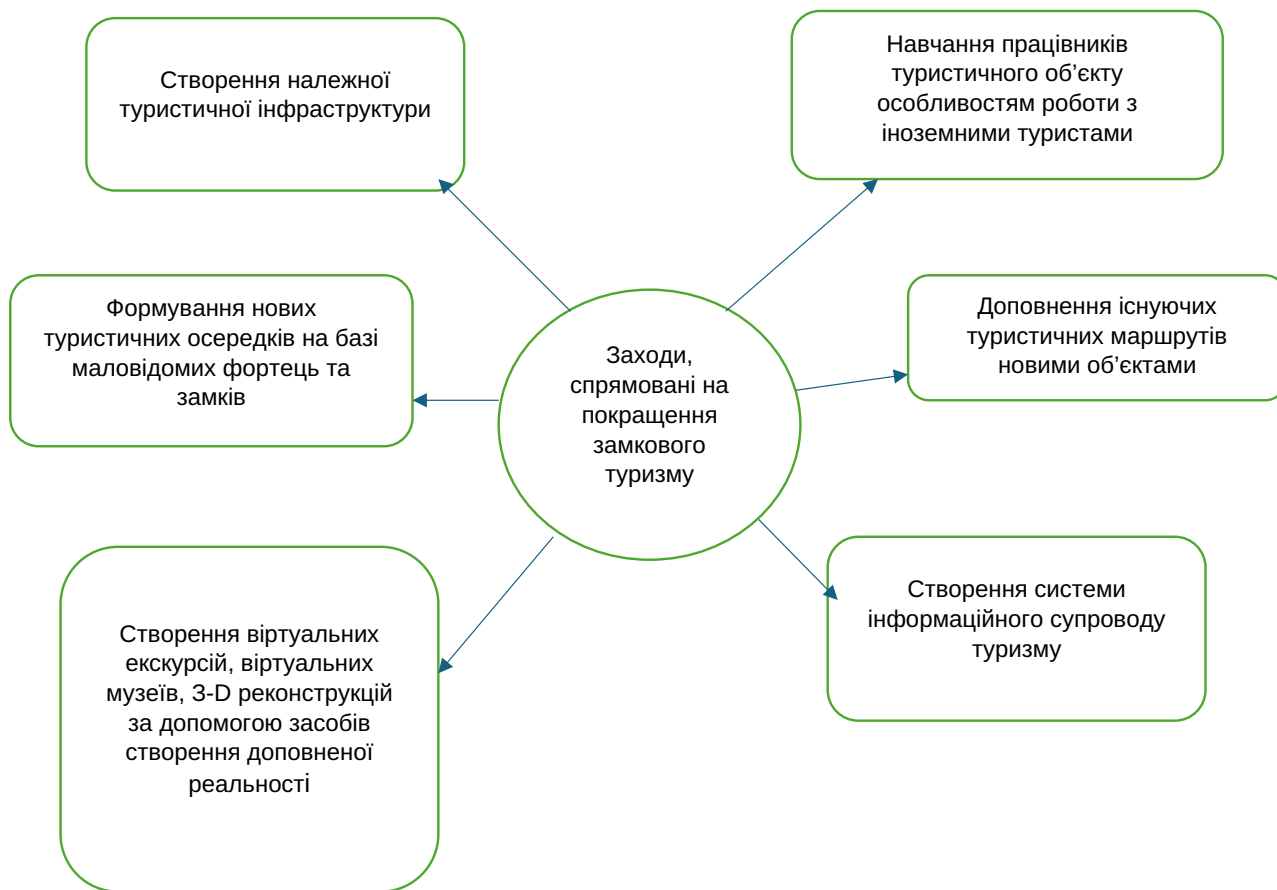 Створення належної
туристичної інфраструктури
Навчання працівників
туристичного об’єкту
особливостям роботи з
іноземними туристами
Формування нових
туристичних осередків на базі
маловідомих фортець та
замків
Заходи,
спрямовані на
покращення
замкового
туризму
Доповнення існуючих
туристичних маршрутів
новими об’єктами
Створення віртуальних
екскурсій, віртуальних
музеїв, 3-D реконструкцій
за допомогою засобів
створення доповненої
реальності
Створення системи
інформаційного супроводу
туризму